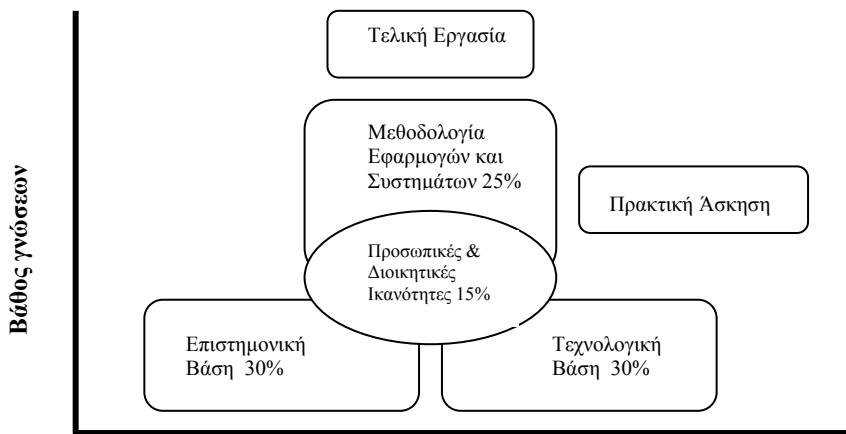 Τελική Εργασία
Μεθοδολογία
Εφαρμογών και
Συστημάτων 25%
Πρακτική Άσκηση
Προσωπικές &
Διοικητικές
Ικανότητες 15%
Επιστημονική
Βάση 30%
Τεχνολογική
Βάση 30%
Βάθος γνώσεων